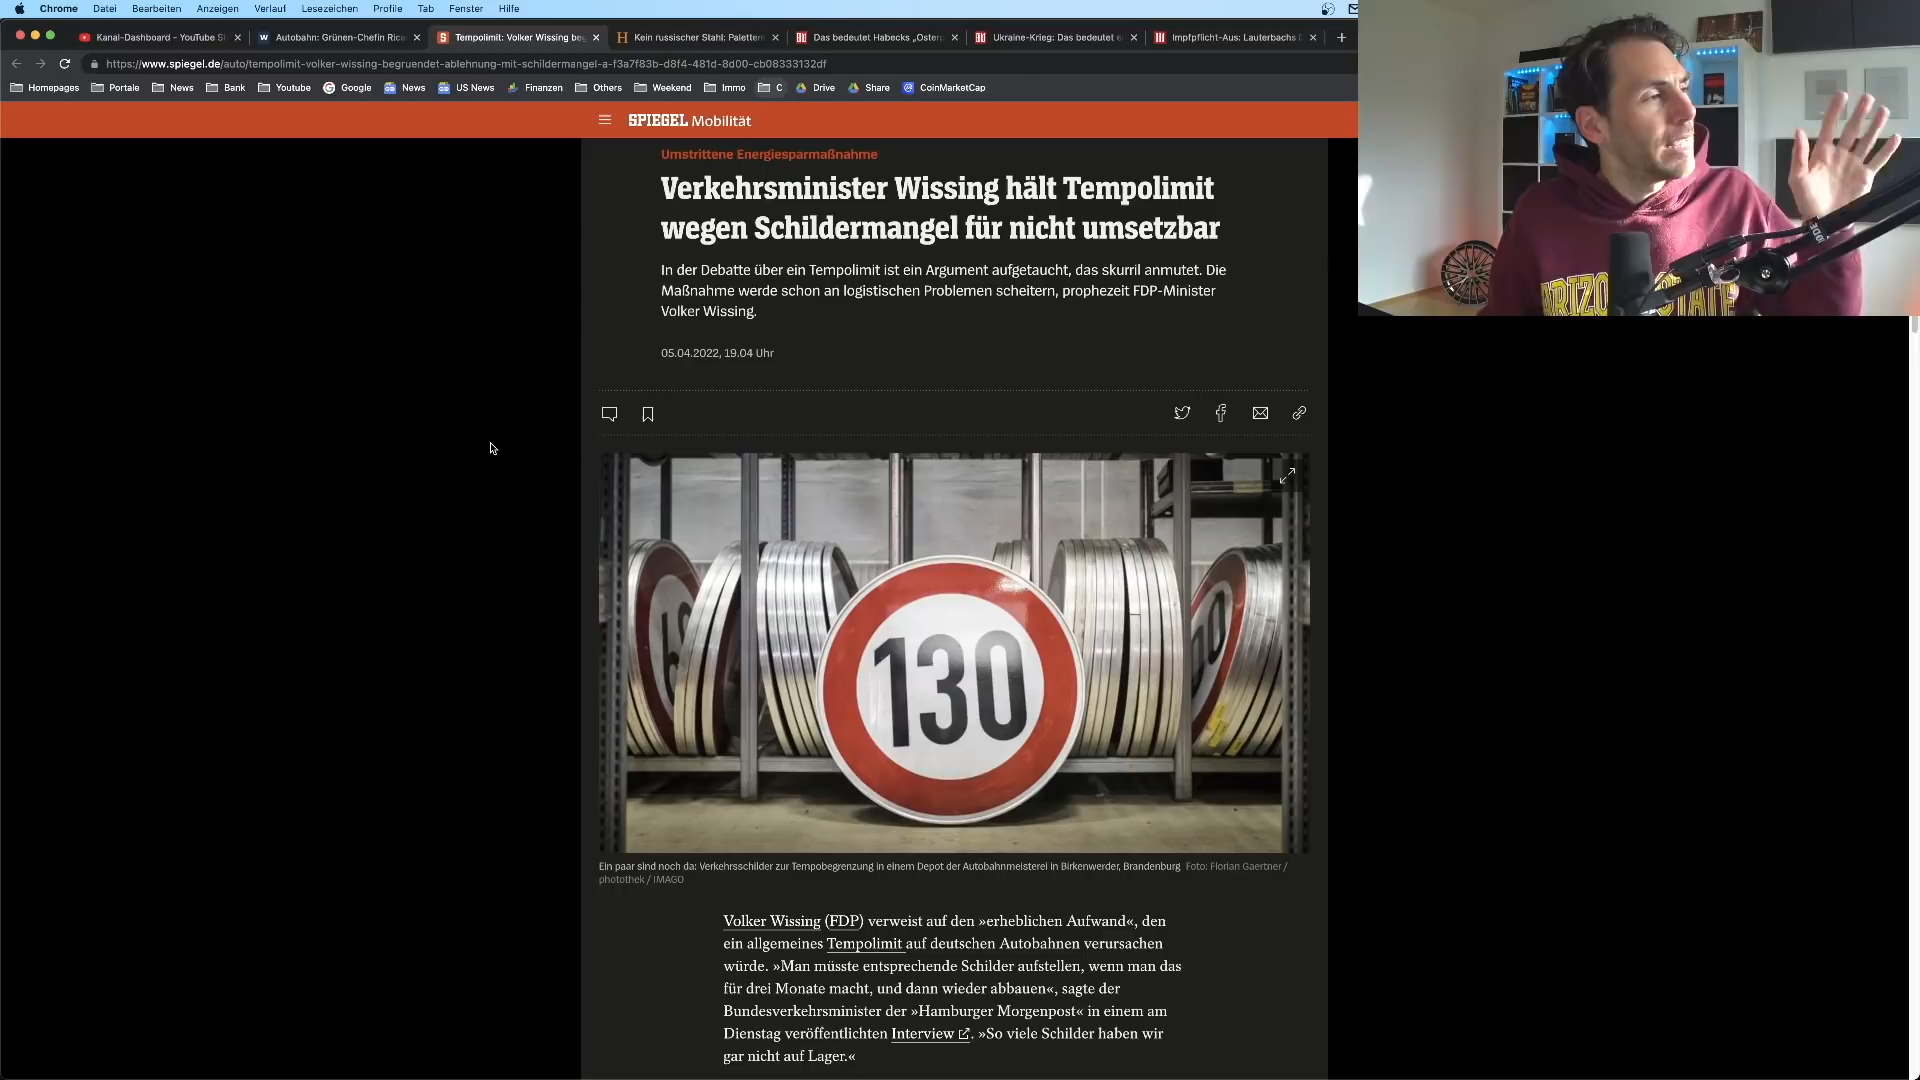 Chrome Datei Bearbeiten Anzeigen Verlauf Lesezeichen Profile Tab Fenster Hilfe
Kanal-Dashboard - YouTube S
Autobahn: Grünen-Chefin Rica
Tempolimit: Volker Wissing beg
Kein russischer Stahl: Paletten
Das bedeutet Habecks „Osterp
Ukraine-Krieg: Das bedeutet e
Impfpflicht-Aus: Lauterbachs
https://www.spiegel.de/auto/tempolimit-volker-wissing-begruendet-ablehnung-mit-schildermangel-a-f3a7f83b-d8f4-481d-8d00-cb08333132df
Homepages Portale News Bank Youtube Google News US News Finanzen Others Weekend Immo C Drive Share CoinMarketCap
SPIEGEL Mobilität
Umstrittene Energiesparmaßnahme
Verkehrsminister Wissing hält Tempolimit
wegen Schildermangel für nicht umsetzbar
In der Debatte über ein Tempolimit ist ein Argument aufgetaucht, das skurril anmutet. Die
Maßnahme werde schon an logistischen Problemen scheitern, prophezeit FDP-Minister
Volker Wissing.
05.04.2022, 19.04 Uhr
130
Ein paar sind noch da: Verkehrsschilder zur Tempobegrenzung in einem Depot der Autobahnmeisterei in Birkenwerder, Brandenburg Foto: Florian Gaertner /
photothek / IMAGO
Volker Wissing (FDP) verweist auf den »erheblichen Aufwand«, den
ein allgemeines Tempolimit auf deutschen Autobahnen verursachen
würde. »Man müsste entsprechende Schilder aufstellen, wenn man das
für drei Monate macht, und dann wieder abbauen«, sagte der
Bundesverkehrsminister der »Hamburger Morgenpost« in einem am
Dienstag veröffentlichten Interview. »So viele Schilder haben wir
gar nicht auf Lager.«